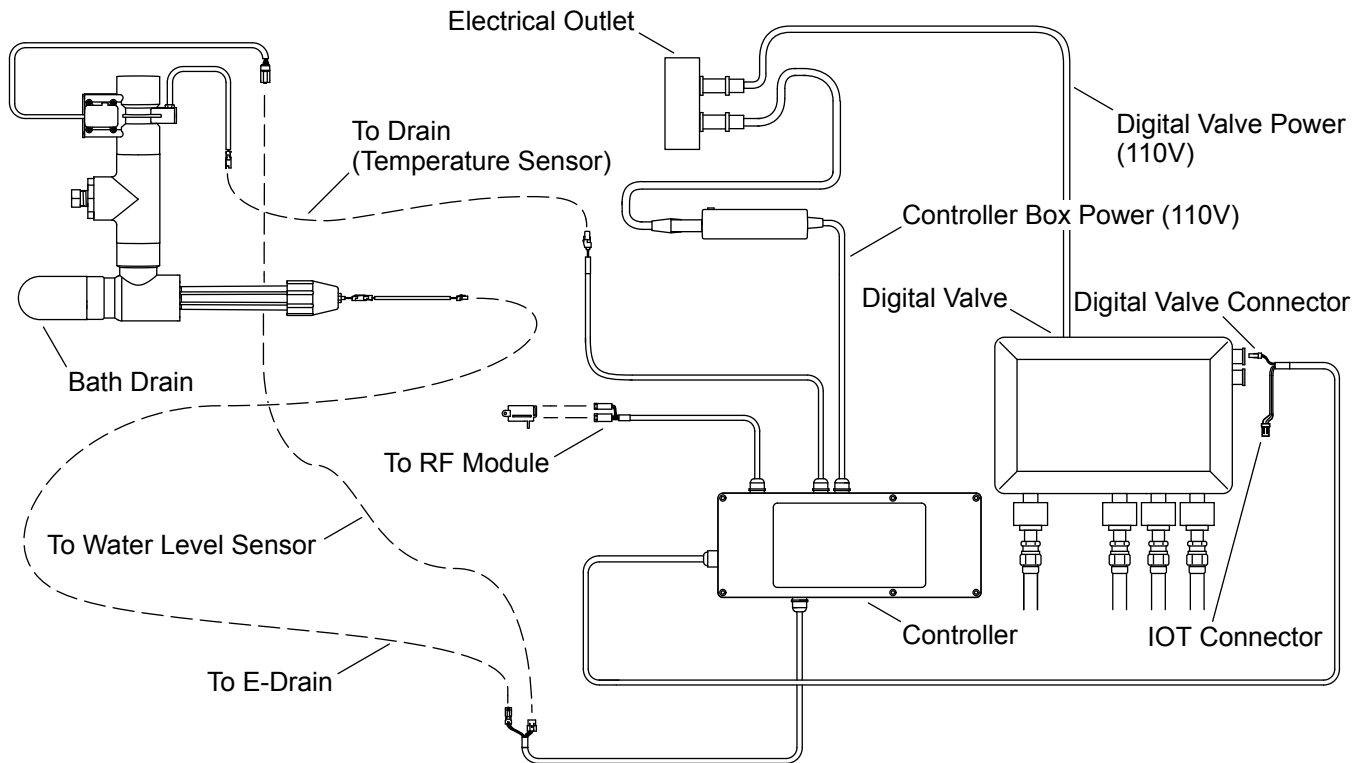 Electrical Outlet
To Drain
(Temperature Sensor)
Digital Valve Power
(110V)
Controller Box Power (110V)
Digital Valve
Digital Valve Connector
Bath Drain
To RF Module
To Water Level Sensor
Controller
IOT Connector
To E-Drain